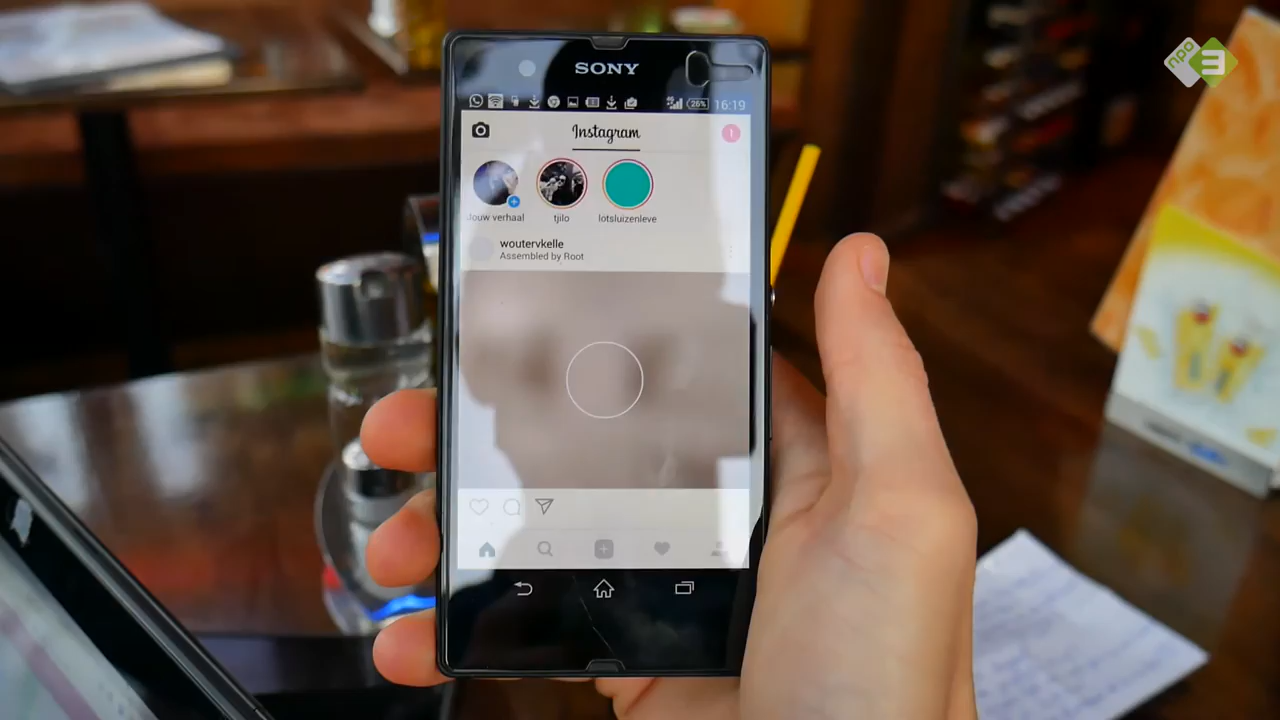 npo 3
SONY
26% 16:19
Instagram
Jouw verhaal
tjilo
lotsluizenleve
woutervkelle
Assembled by Root